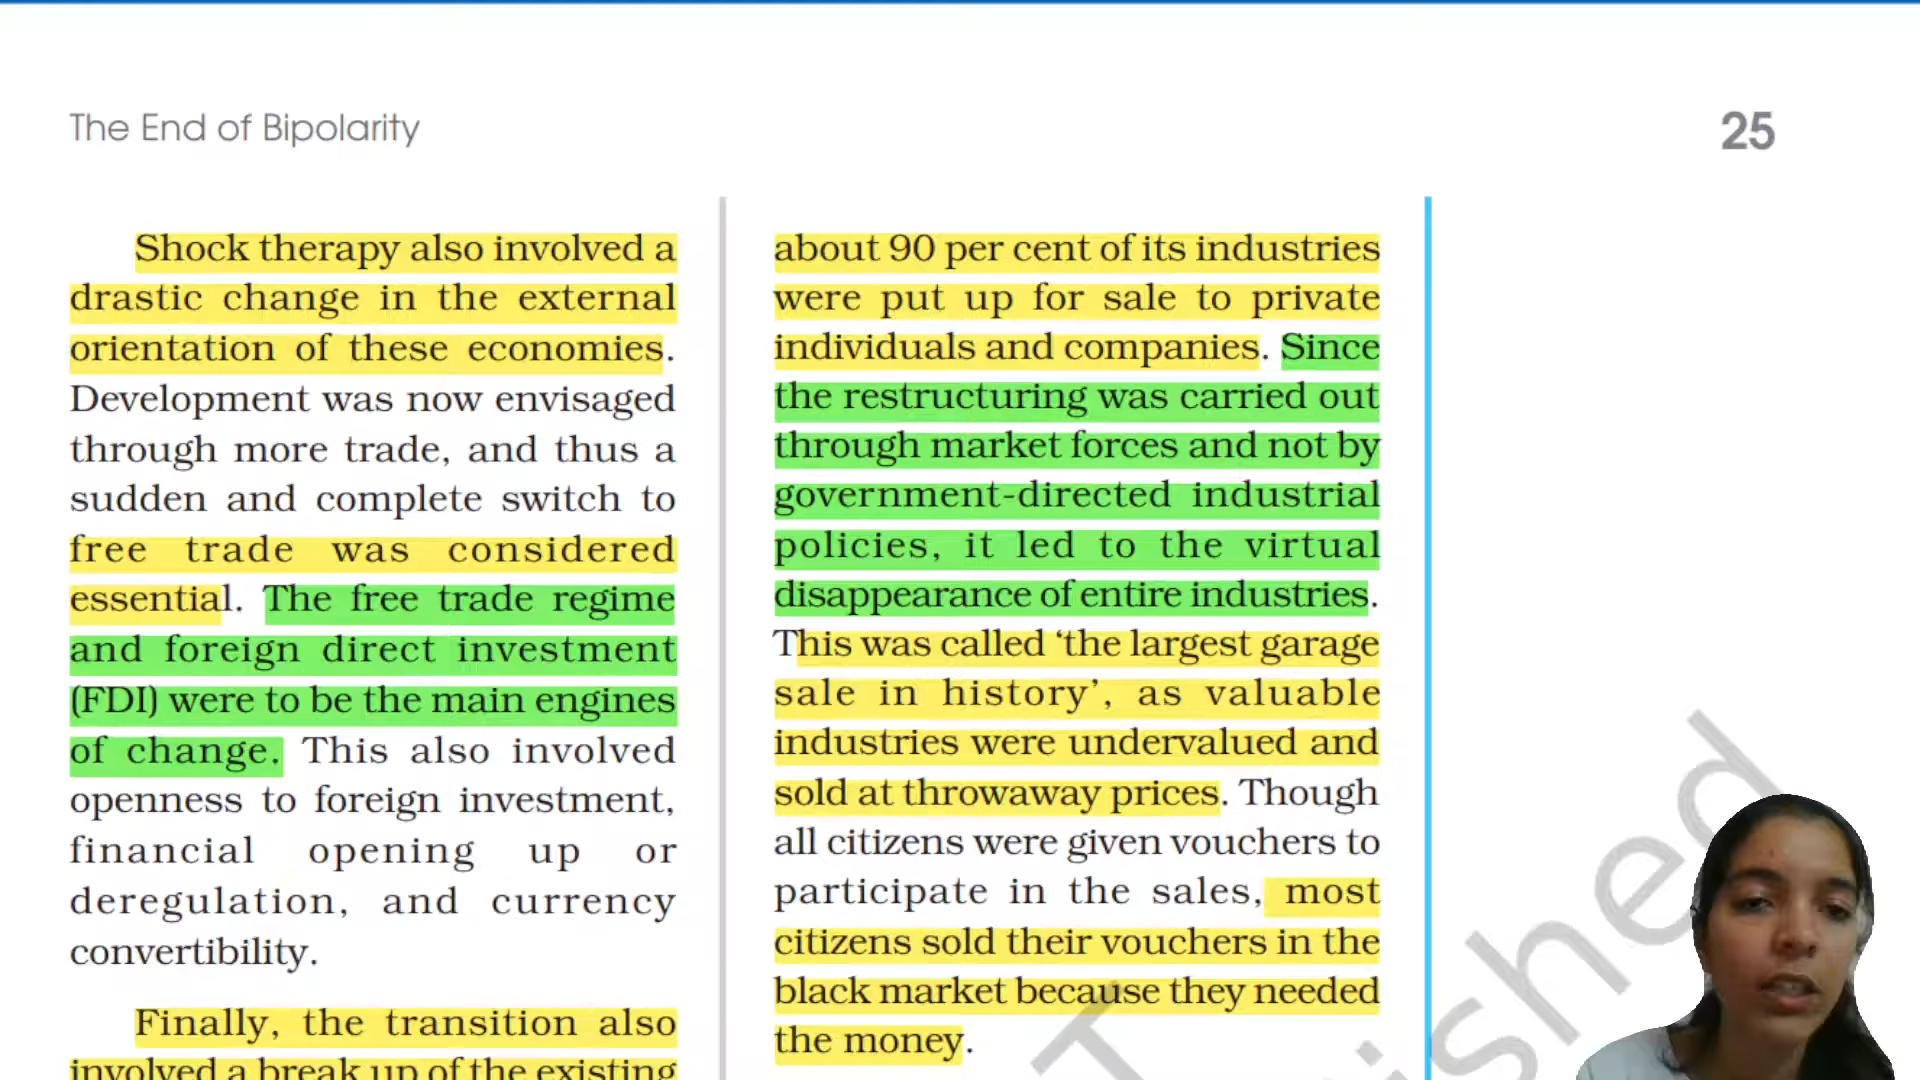 The End of Bipolarity
25
Shock therapy also involved a
drastic change in the external
orientation of these economies.
Development was now envisaged
through more trade, and thus a
sudden and complete switch to
free trade was considered
essential. The free trade regime
and foreign direct investment
(FDI) were to be the main engines
of change. This also involved
openness to foreign investment,
financial opening up or
deregulation, and currency
convertibility.
Finally, the transition also
involved a break up of the existing
about 90 per cent of its industries
were put up for sale to private
individuals and companies. Since
the restructuring was carried out
through market forces and not by
government-directed industrial
policies, it led to the virtual
disappearance of entire industries.
This was called ‘the largest garage
sale in history’, as valuable
industries were undervalued and
sold at throwaway prices. Though
all citizens were given vouchers to
participate in the sales, most
citizens sold their vouchers in the
black market because they needed
the money.